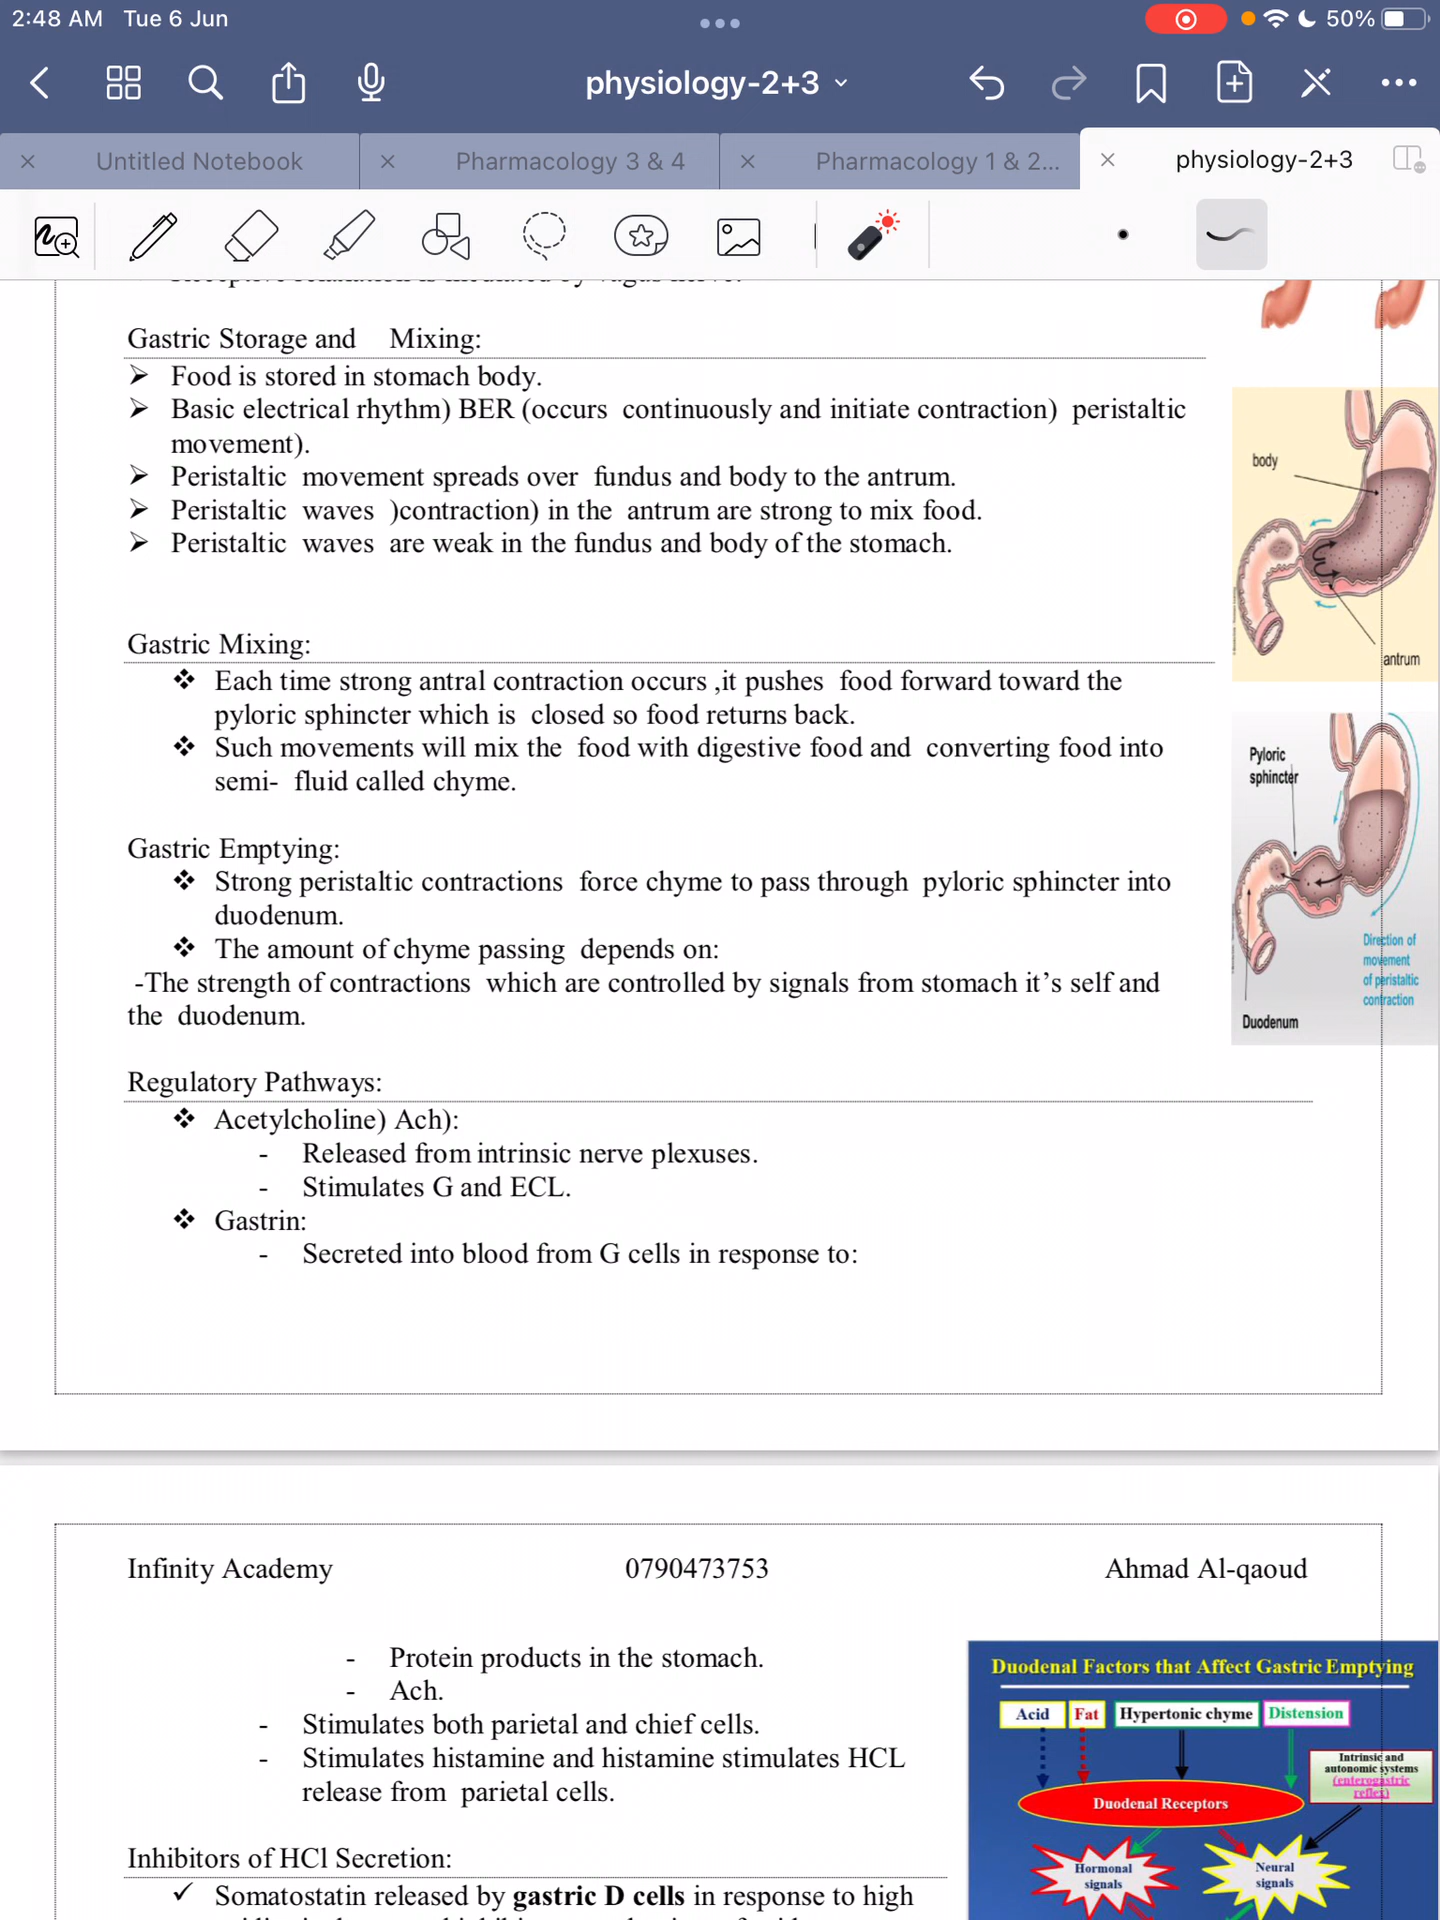 2:48 AM Tue 6 Jun
50%
physiology-2+3
Untitled Notebook
Pharmacology 3 & 4
Pharmacology 1 & 2...
physiology-2+3
Gastric Storage and Mixing:
➢ Food is stored in stomach body.
➢ Basic electrical rhythm) BER (occurs continuously and initiate contraction) peristaltic
movement).
➢ Peristaltic movement spreads over fundus and body to the antrum.
➢ Peristaltic waves )contraction) in the antrum are strong to mix food.
➢ Peristaltic waves are weak in the fundus and body of the stomach.
body
antrum
Gastric Mixing:
❖ Each time strong antral contraction occurs ,it pushes food forward toward the
pyloric sphincter which is closed so food returns back.
❖ Such movements will mix the food with digestive food and converting food into
semi- fluid called chyme.
Pyloric
sphincter
Direction of
movement
of peristaltic
contraction
Duodenum
Gastric Emptying:
❖ Strong peristaltic contractions force chyme to pass through pyloric sphincter into
duodenum.
❖ The amount of chyme passing depends on:
-The strength of contractions which are controlled by signals from stomach it’s self and
the duodenum.
Regulatory Pathways:
❖ Acetylcholine) Ach):
- Released from intrinsic nerve plexuses.
- Stimulates G and ECL.
❖ Gastrin:
- Secreted into blood from G cells in response to:
Infinity Academy 0790473753 Ahmad Al-qaoud
- Protein products in the stomach.
- Ach.
- Stimulates both parietal and chief cells.
- Stimulates histamine and histamine stimulates HCL
release from parietal cells.
Duodenal Factors that Affect Gastric Emptying
Acid Fat Hypertonic chyme Distension
Intrinsic and
autonomic systems
(enterogastric
reflex)
Duodenal Receptors
Hormonal
signals
Neural
signals
Inhibitors of HCl Secretion:
✓ Somatostatin released by gastric D cells in response to high